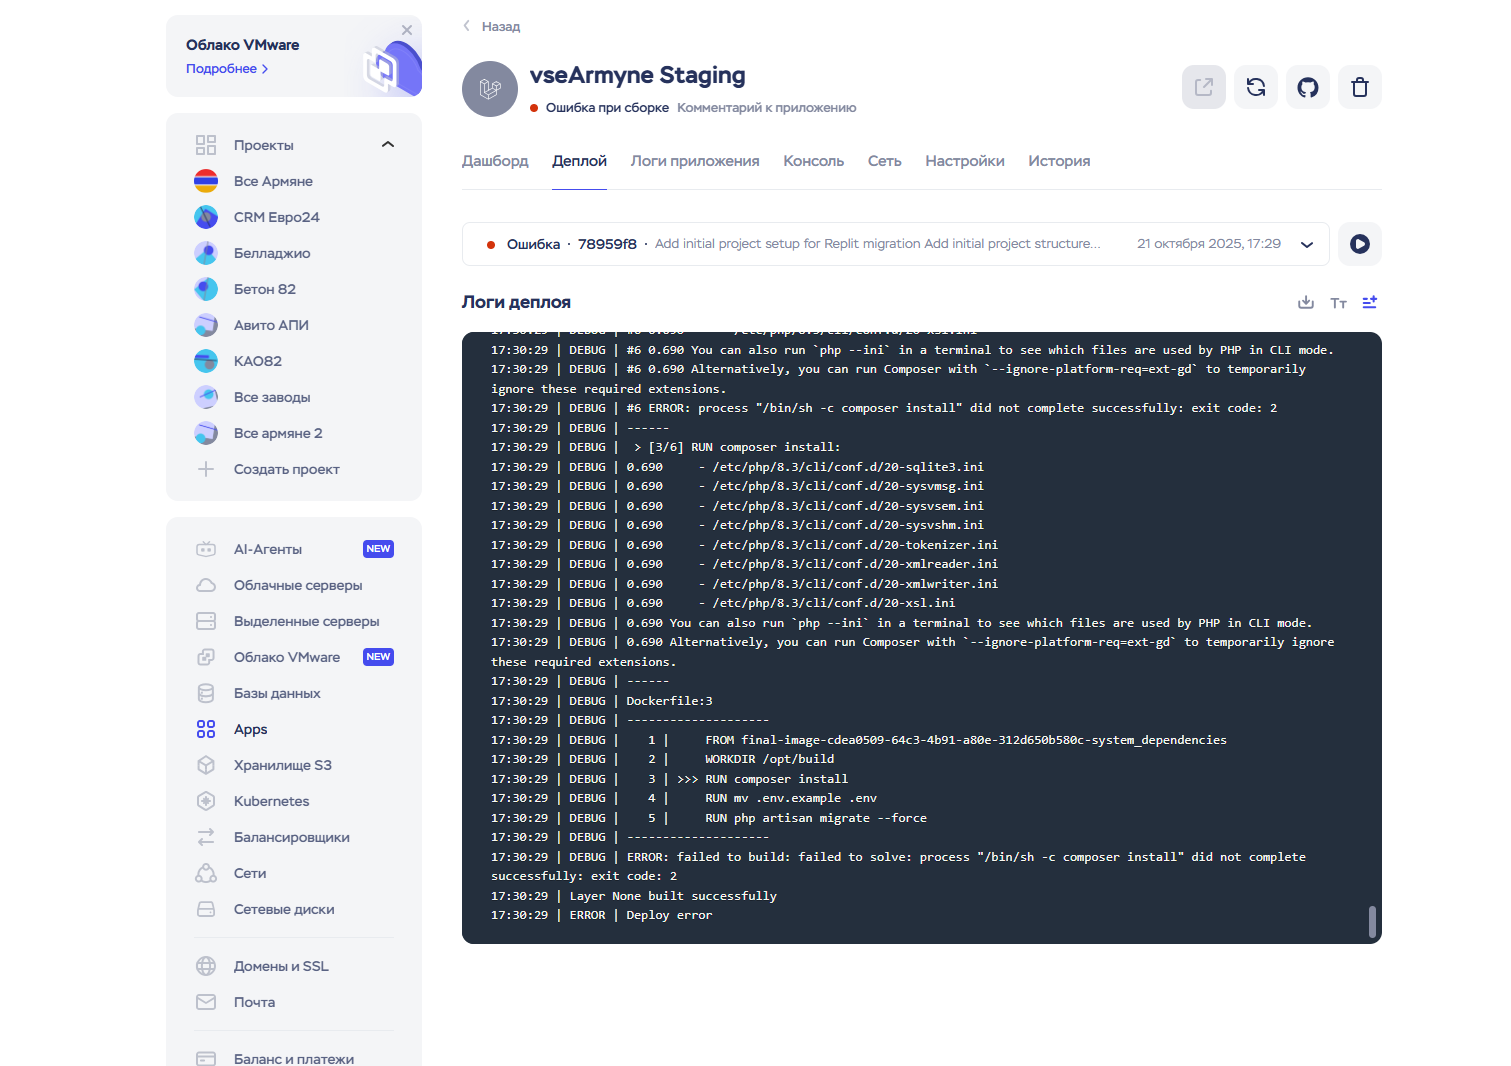 Облако VMware
Подробнее
Проекты
Все Армяне
CRM Евро24
Белладжио
Бетон 82
Авито АПИ
КАО82
Все заводы
Все армяне 2
Создать проект
AI-Агенты NEW
Облачные серверы
Выделенные серверы
Облако VMware NEW
Базы данных
Apps
Хранилище S3
Kubernetes
Балансировщики
Сети
Сетевые диски
Домены и SSL
Почта
Баланс и платежи
Назад
vseArmyne Staging
Ошибка при сборке Комментарий к приложению
Дашборд Деплой Логи приложения Консоль Сеть Настройки История
Ошибка · 78959f8 · Add initial project setup for Replit migration Add initial project structure... 21 октября 2025, 17:29
Логи деплоя
Tт
17:30:29 | DEBUG | #6 0.690     - /etc/php/8.3/cli/conf.d/20-xsl.ini
17:30:29 | DEBUG | #6 0.690 You can also run `php --ini` in a terminal to see which files are used by PHP in CLI mode.
17:30:29 | DEBUG | #6 0.690 Alternatively, you can run Composer with `--ignore-platform-req=ext-gd` to temporarily
ignore these required extensions.
17:30:29 | DEBUG | #6 ERROR: process "/bin/sh -c composer install" did not complete successfully: exit code: 2
17:30:29 | DEBUG | ------
17:30:29 | DEBUG |  > [3/6] RUN composer install:
17:30:29 | DEBUG | 0.690     - /etc/php/8.3/cli/conf.d/20-sqlite3.ini
17:30:29 | DEBUG | 0.690     - /etc/php/8.3/cli/conf.d/20-sysvmsg.ini
17:30:29 | DEBUG | 0.690     - /etc/php/8.3/cli/conf.d/20-sysvsem.ini
17:30:29 | DEBUG | 0.690     - /etc/php/8.3/cli/conf.d/20-sysvshm.ini
17:30:29 | DEBUG | 0.690     - /etc/php/8.3/cli/conf.d/20-tokenizer.ini
17:30:29 | DEBUG | 0.690     - /etc/php/8.3/cli/conf.d/20-xmlreader.ini
17:30:29 | DEBUG | 0.690     - /etc/php/8.3/cli/conf.d/20-xmlwriter.ini
17:30:29 | DEBUG | 0.690     - /etc/php/8.3/cli/conf.d/20-xsl.ini
17:30:29 | DEBUG | 0.690 You can also run `php --ini` in a terminal to see which files are used by PHP in CLI mode.
17:30:29 | DEBUG | 0.690 Alternatively, you can run Composer with `--ignore-platform-req=ext-gd` to temporarily ignore
these required extensions.
17:30:29 | DEBUG | ------
17:30:29 | DEBUG | Dockerfile:3
17:30:29 | DEBUG | --------------------
17:30:29 | DEBUG |    1 |     FROM final-image-cdea0509-64c3-4b91-a80e-312d650b580c-system_dependencies
17:30:29 | DEBUG |    2 |     WORKDIR /opt/build
17:30:29 | DEBUG |    3 | >>> RUN composer install
17:30:29 | DEBUG |    4 |     RUN mv .env.example .env
17:30:29 | DEBUG |    5 |     RUN php artisan migrate --force
17:30:29 | DEBUG | --------------------
17:30:29 | DEBUG | ERROR: failed to build: failed to solve: process "/bin/sh -c composer install" did not complete
successfully: exit code: 2
17:30:29 | Layer None built successfully
17:30:29 | ERROR | Deploy error